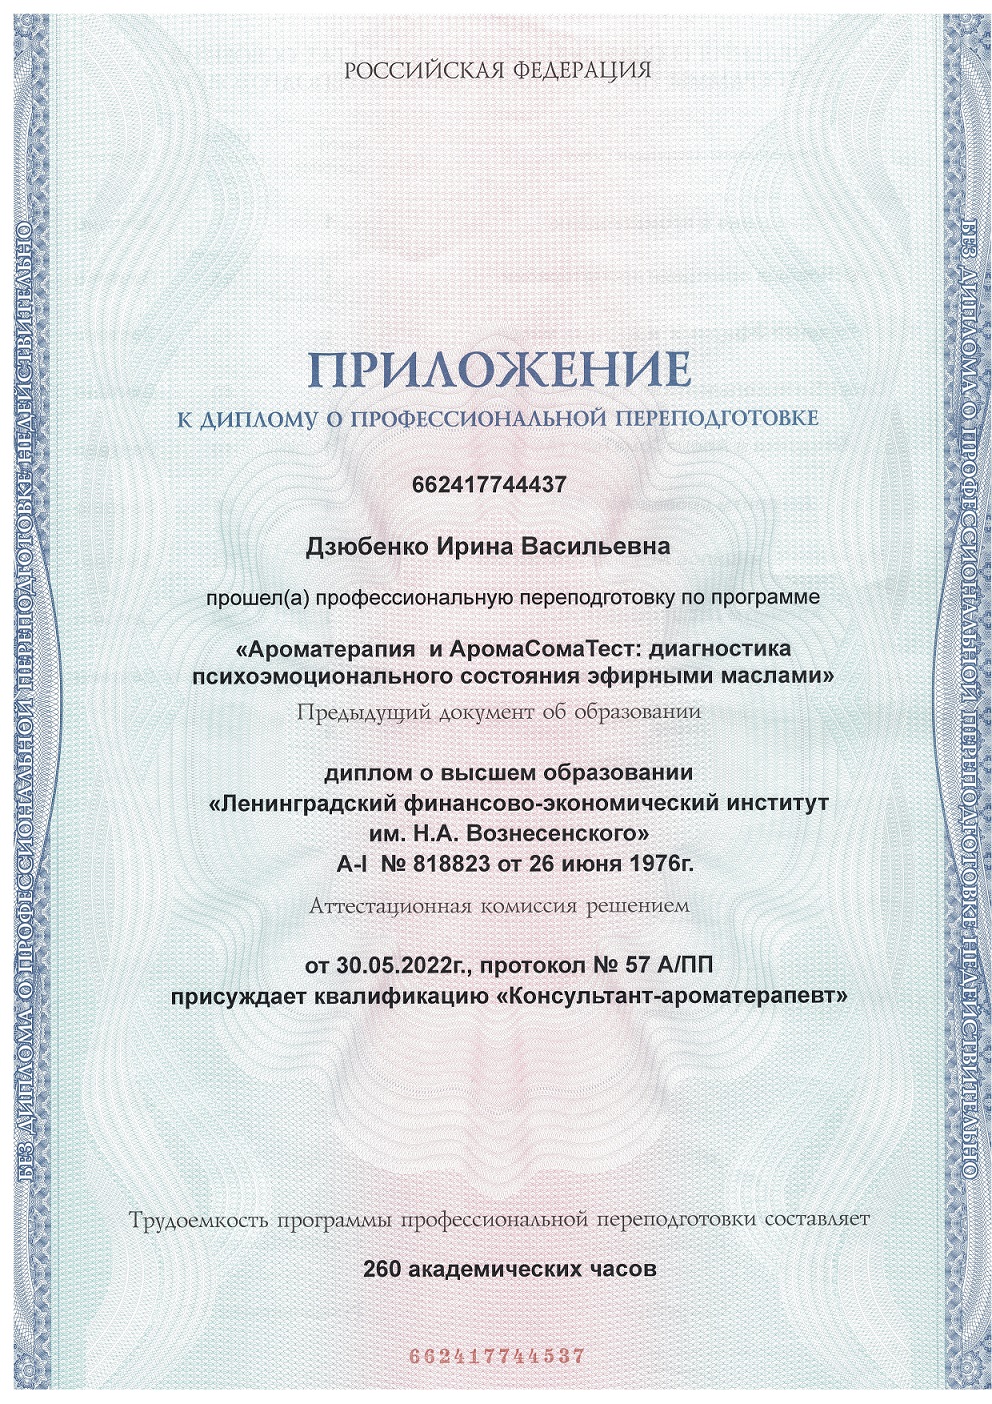 РОССИЙСКАЯ ФЕДЕРАЦИЯ
ПРИЛОЖЕНИЕ
К ДИПЛОМУ О ПРОФЕССИОНАЛЬНОЙ ПЕРЕПОДГОТОВКЕ
662417744437
Дзюбенко Ирина Васильевна
прошел(а) профессиональную переподготовку по программе
«Ароматерапия и АромаСомаТест: диагностика
психоэмоционального состояния эфирными маслами»
Предыдущий документ об образовании
диплом о высшем образовании
«Ленинградский финансово-экономический институт
им. Н.А. Вознесенского»
А-I № 818823 от 26 июня 1976г.
Аттестационная комиссия решением
от 30.05.2022г., протокол № 57 А/ПП
присуждает квалификацию «Консультант-ароматерапевт»
Трудоемкость программы профессиональной переподготовки составляет
260 академических часов
662417744537
БЕЗ ДИПЛОМА О ПРОФЕССИОНАЛЬНОЙ ПЕРЕПОДГОТОВКЕ НЕДЕЙСТВИТЕЛЬНО
БЕЗ ДИПЛОМА О ПРОФЕССИОНАЛЬНОЙ ПЕРЕПОДГОТОВКЕ НЕДЕЙСТВИТЕЛЬНО